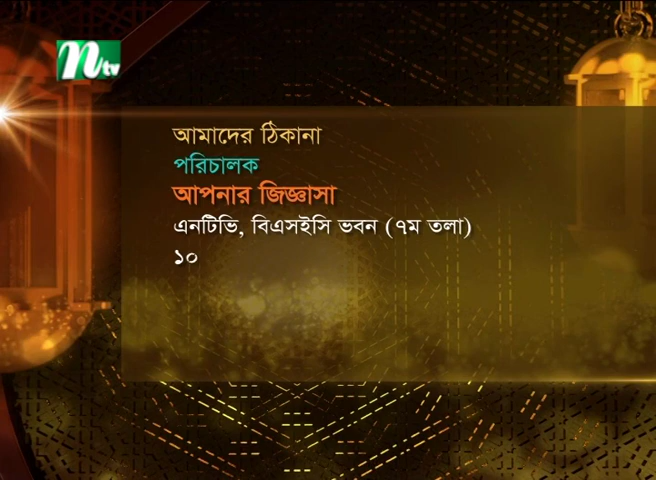 ntv
আমাদের ঠিকানা
পরিচালক
আপনার জিজ্ঞাসা
এনটিভি, বিএসইসি ভবন (৭ম তলা)
১০